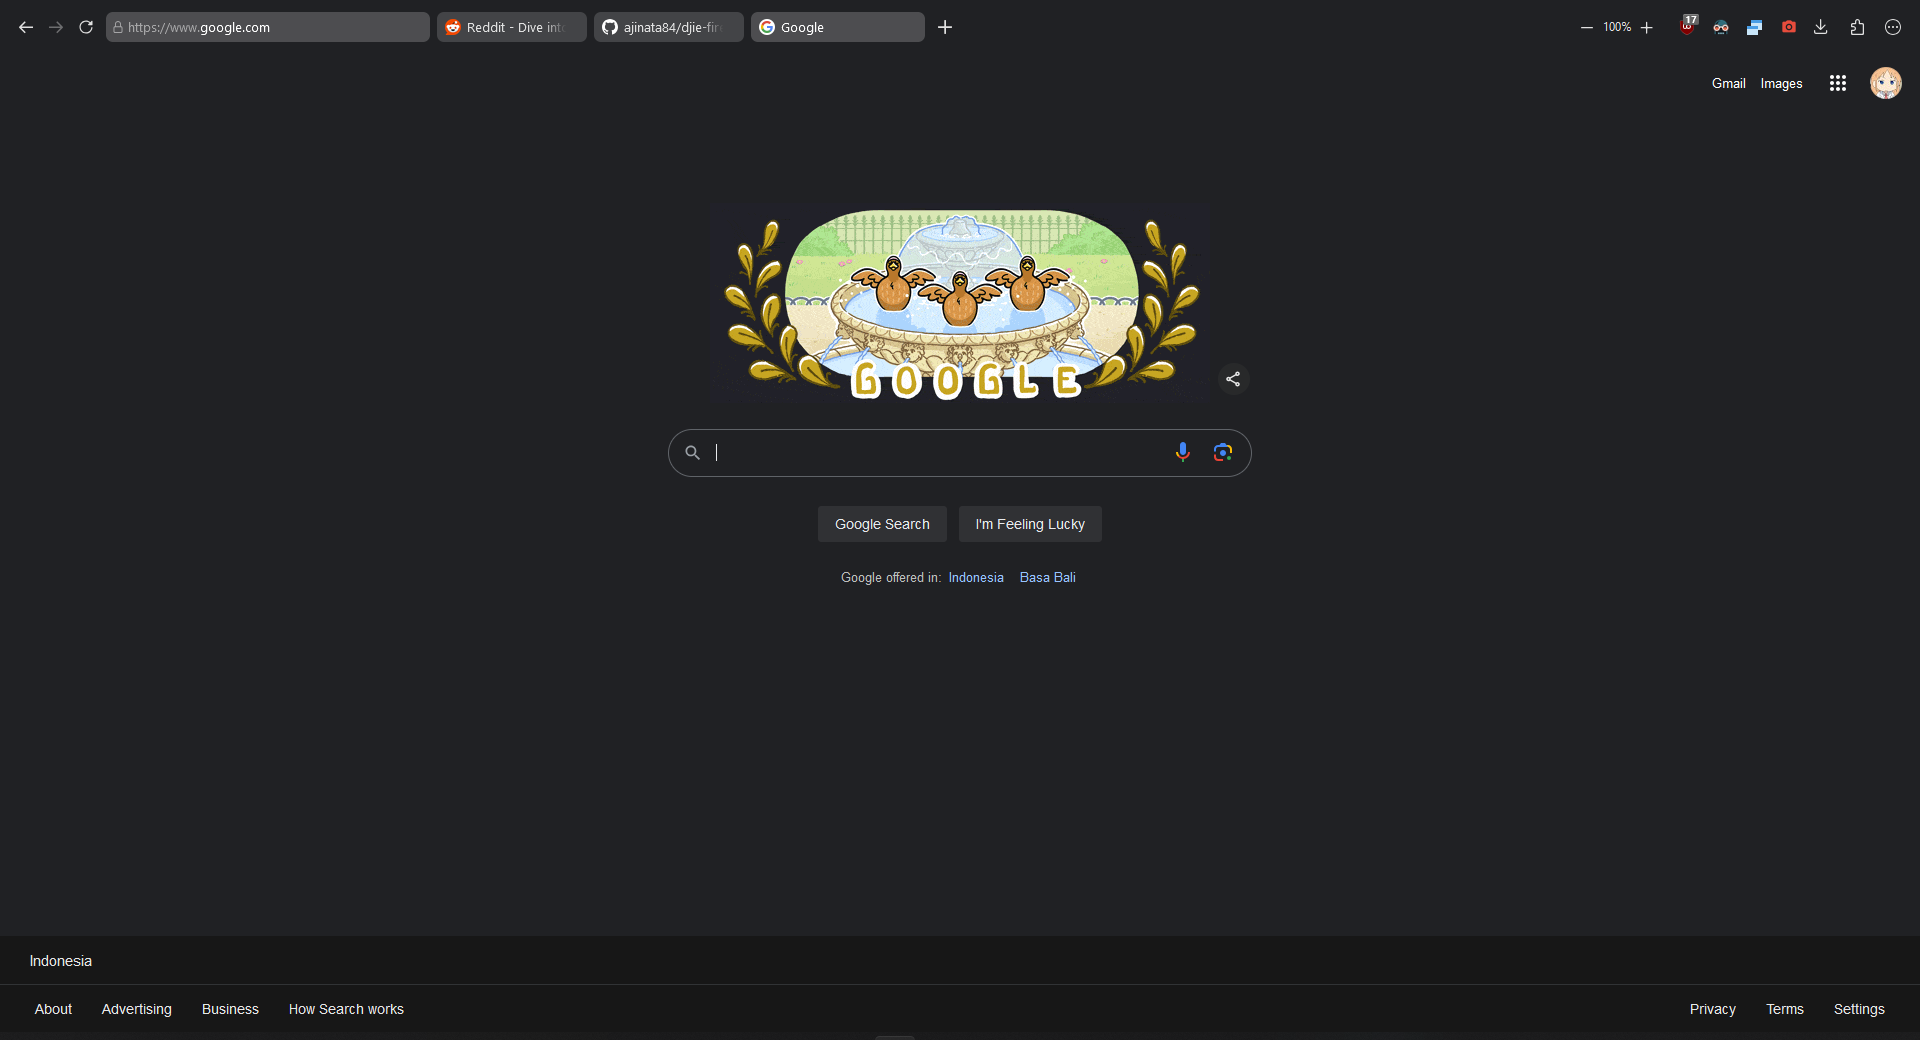 https://www.google.com
Reddit - Dive into
ajinata84/djie-fir
Google
100%
17
Gmail
Images
GOOGLE
Google Search
I'm Feeling Lucky
Google offered in: Indonesia Basa Bali
Indonesia
About
Advertising
Business
How Search works
Privacy
Terms
Settings